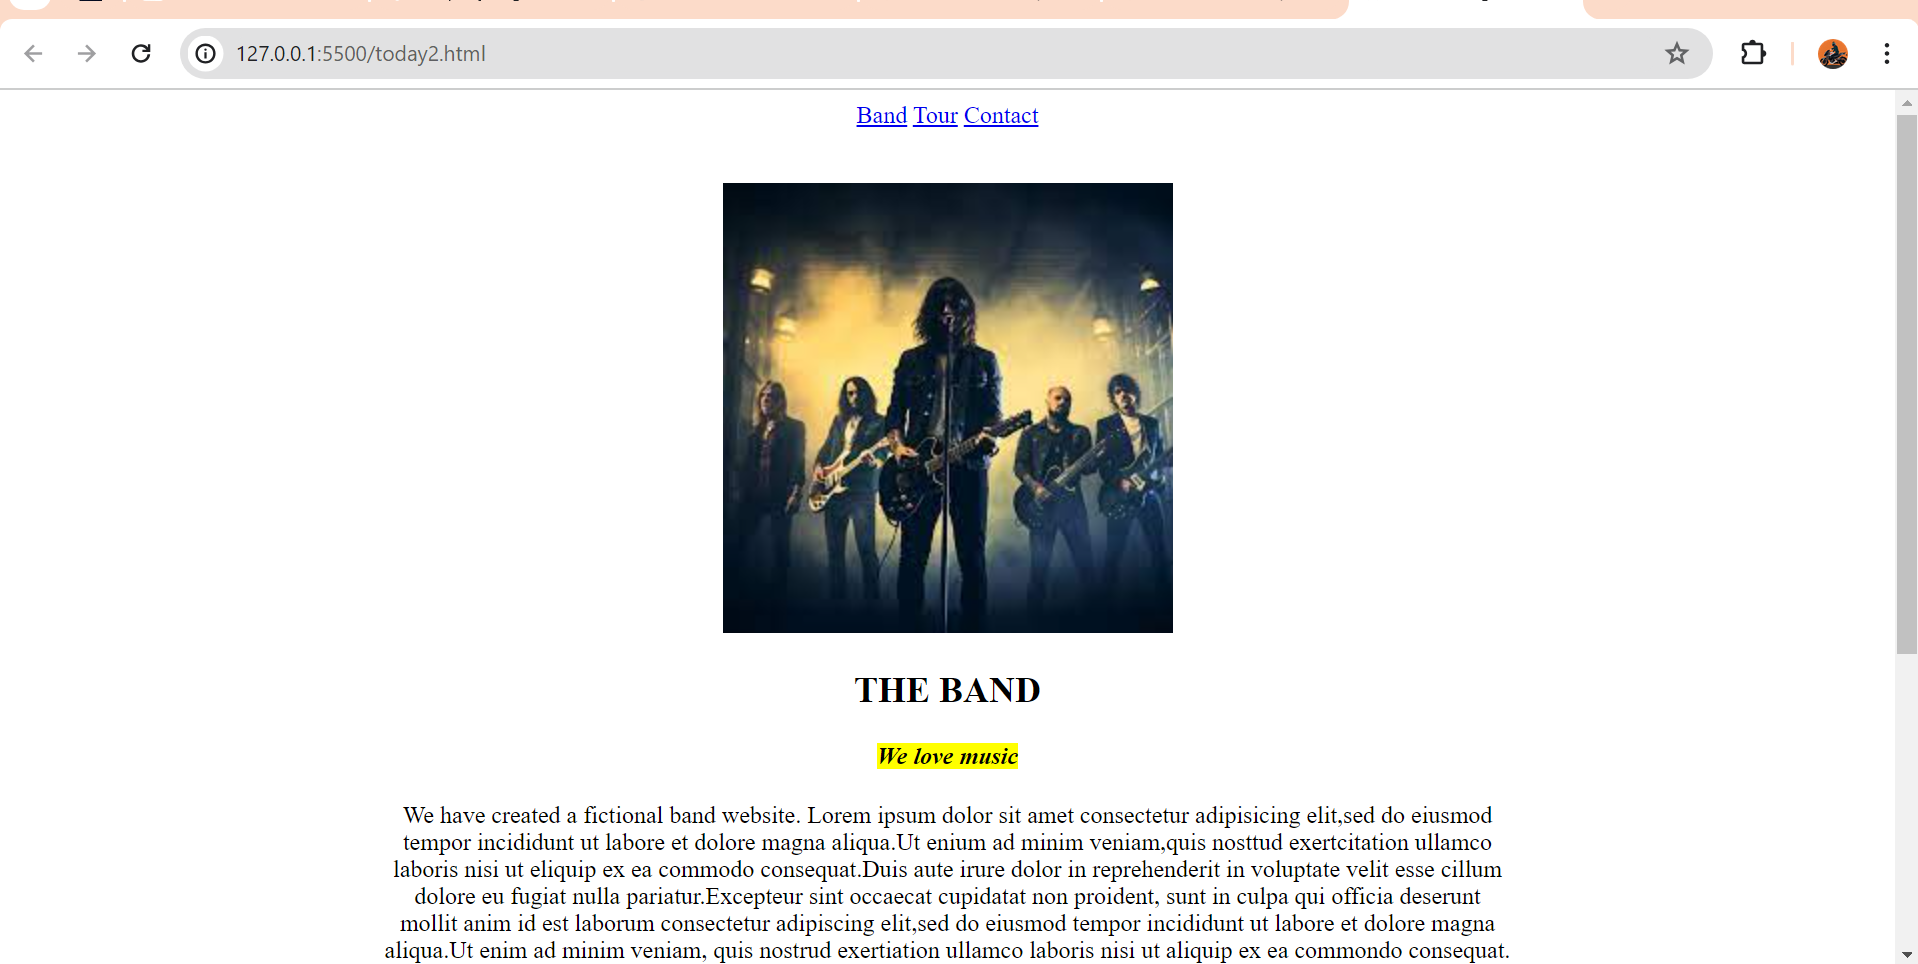 127.0.0.1:5500/today2.html
Band Tour Contact
THE BAND
We love music
We have created a fictional band website. Lorem ipsum dolor sit amet consectetur adipisicing elit,sed do eiusmod
tempor incididunt ut labore et dolore magna aliqua.Ut enium ad minim veniam,quis nosttud exertcitation ullamco
laboris nisi ut eliquip ex ea commodo consequat.Duis aute irure dolor in reprehenderit in voluptate velit esse cillum
dolore eu fugiat nulla pariatur.Excepteur sint occaecat cupidatat non proident, sunt in culpa qui officia deserunt
mollit anim id est laborum consectetur adipiscing elit,sed do eiusmod tempor incididunt ut labore et dolore magna
aliqua.Ut enim ad minim veniam, quis nostrud exertiation ullamco laboris nisi ut aliquip ex ea commondo consequat.